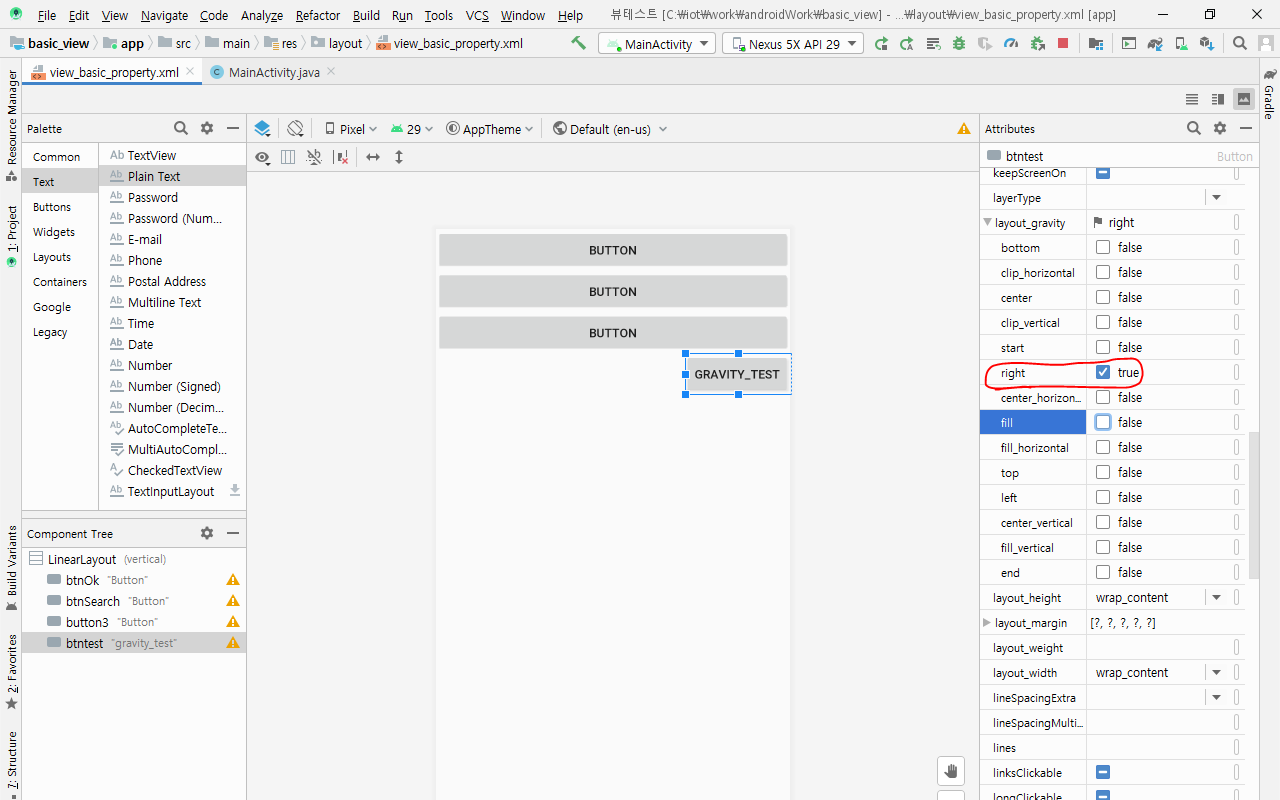 File Edit View Navigate Code Analyze Refactor Build Run Tools VCS Window Help 뷰테스트 [C:₩iot₩work₩androidWork₩basic_view] - ...₩layout₩view_basic_property.xml [app]
basic_view app src main res layout view_basic_property.xml MainActivity Nexus 5X API 29
view_basic_property.xml MainActivity.java
Resource Manager
1: Project
Build Variants
2: Favorites
7: Structure
Gradle
Palette
Common
Text
Buttons
Widgets
Layouts
Containers
Google
Legacy
Ab TextView
Ab Plain Text
Ab Password
Ab Password (Num...
Ab E-mail
Ab Phone
Ab Postal Address
Ab Multiline Text
Ab Time
Ab Date
Ab Number
Ab Number (Signed)
Ab Number (Decim...
AutoCompleteTe...
MultiAutoCompl...
CheckedTextView
Ab TextInputLayout
Component Tree
LinearLayout (vertical)
btnOk "Button"
btnSearch "Button"
button3 "Button"
btntest "gravity_test"
Pixel 29 AppTheme Default (en-us)
BUTTON
BUTTON
BUTTON
GRAVITY_TEST
Attributes
btntest Button
keepScreenOn
layerType
layout_gravity right
bottom false
clip_horizontal false
center false
clip_vertical false
start false
right true
center_horizon... false
fill false
fill_horizontal false
top false
left false
center_vertical false
fill_vertical false
end false
layout_height wrap_content
layout_margin [?, ?, ?, ?, ?]
layout_weight
layout_width wrap_content
lineSpacingExtra
lineSpacingMulti...
lines
linksClickable
longClickable